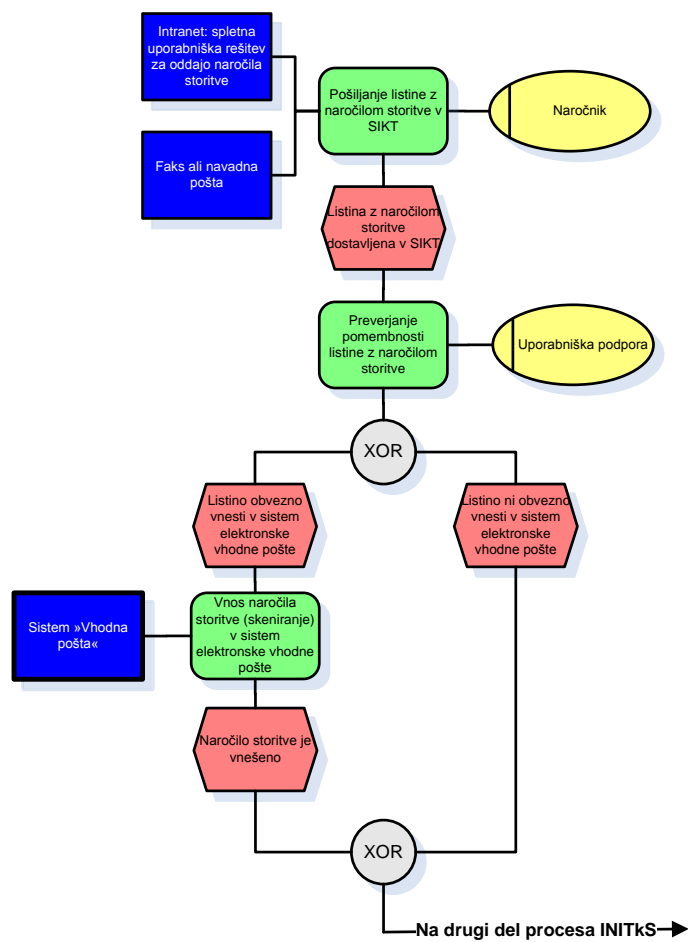 Intranet: spletna
uporabniška rešitev
za oddajo naročila
storitve
Pošiljanje listine z
naročilom storitve v
SIKT
Naročnik
Faks ali navadna
pošta
Listina z naročilom
storitve
dostavljena v SIKT
Preverjanje
pomembnosti
listine z naročilom
storitve
Uporabniška podpora
XOR
Listino obvezno
vnesti v sistem
elektronske
vhodne pošte
Listino ni obvezno
vnesti v sistem
elektronske
vhodne pošte
Sistem »Vhodna
pošta«
Vnos naročila
storitve (skeniranje)
v sistem
elektronske vhodne
pošte
Naročilo storitve je
vnešeno
XOR
Na drugi del procesa INITkS